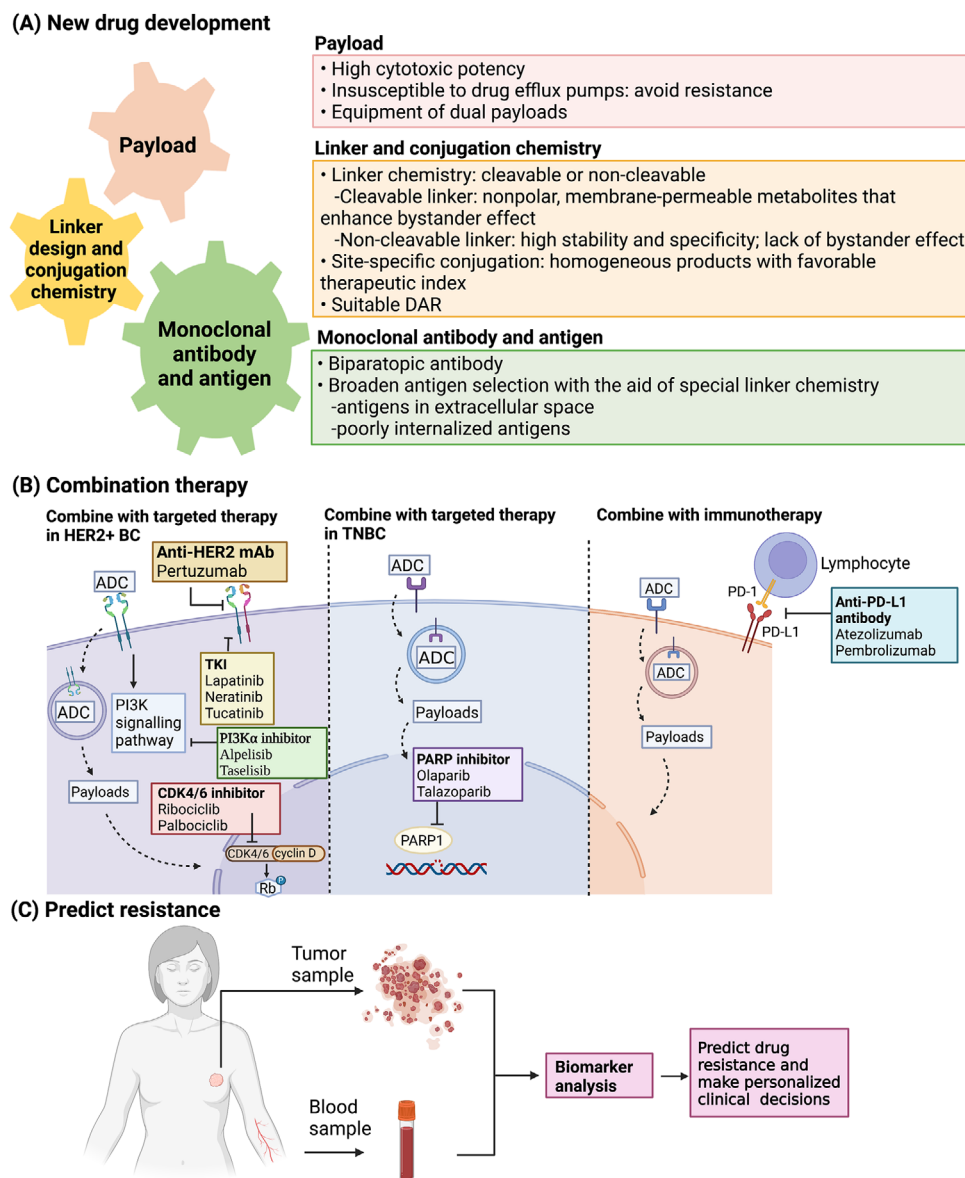 (A) New drug development
Payload
Linker
design and
conjugation
chemistry
Monoclonal
antibody
and antigen
Payload
• High cytotoxic potency
• Insusceptible to drug efflux pumps: avoid resistance
• Equipment of dual payloads
Linker and conjugation chemistry
• Linker chemistry: cleavable or non-cleavable
-Cleavable linker: nonpolar, membrane-permeable metabolites that
enhance bystander effect
-Non-cleavable linker: high stability and specificity; lack of bystander effect
• Site-specific conjugation: homogeneous products with favorable
therapeutic index
• Suitable DAR
Monoclonal antibody and antigen
• Biparatopic antibody
• Broaden antigen selection with the aid of special linker chemistry
-antigens in extracellular space
-poorly internalized antigens
(B) Combination therapy
Combine with targeted therapy
in HER2+ BC
ADC
Anti-HER2 mAb
Pertuzumab
TKI
Lapatinib
Neratinib
Tucatinib
ADC
PI3K
signalling
pathway
PI3Kα inhibitor
Alpelisib
Taselisib
Payloads
CDK4/6 inhibitor
Ribociclib
Palbociclib
CDK4/6
cyclin D
Rb
P
Combine with targeted therapy
in TNBC
ADC
ADC
Payloads
PARP inhibitor
Olaparib
Talazoparib
PARP1
Combine with immunotherapy
Lymphocyte
ADC
PD-1
PD-L1
Anti-PD-L1
antibody
Atezolizumab
Pembrolizumab
ADC
Payloads
(C) Predict resistance
Tumor
sample
Blood
sample
Biomarker
analysis
Predict drug
resistance and
make personalized
clinical decisions